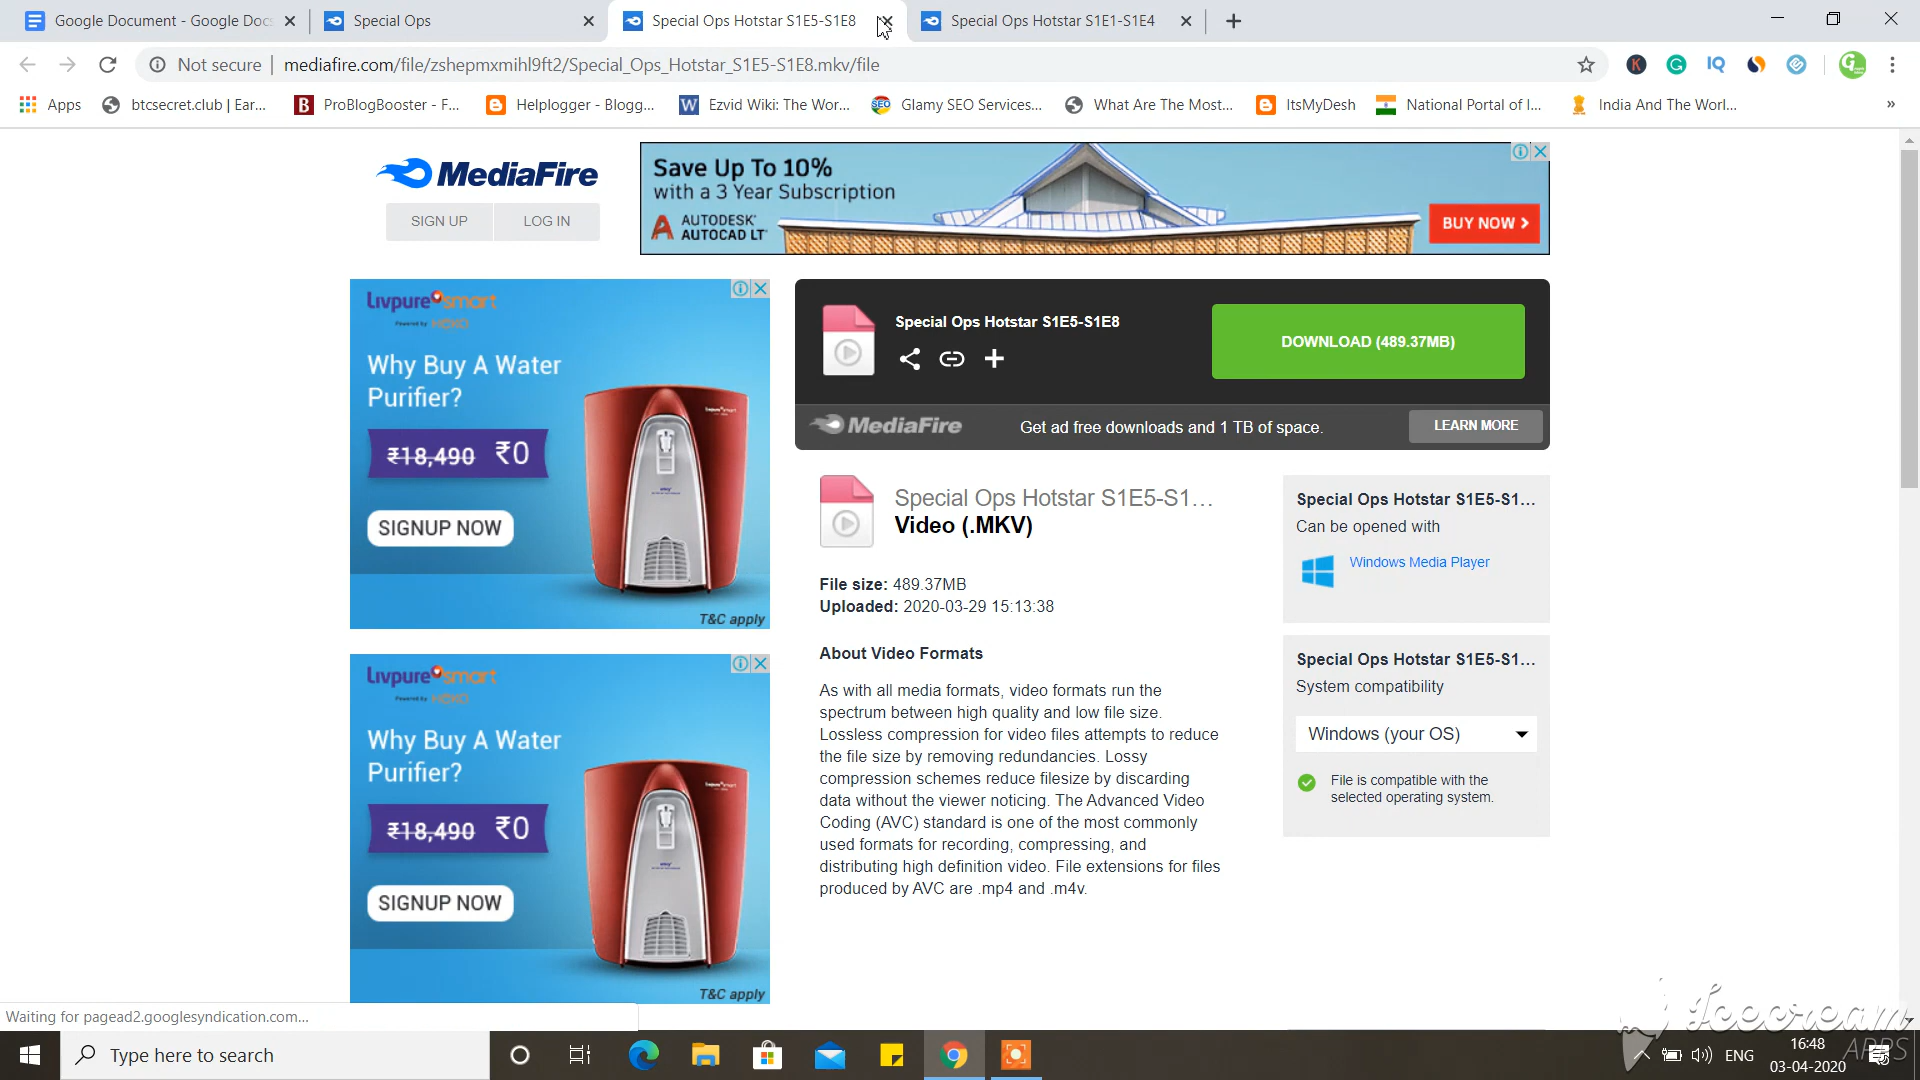 Google Document - Google Docs
Special Ops
Special Ops Hotstar S1E5-S1E8
Special Ops Hotstar S1E1-S1E4
Not secure
mediafire.com/file/zshepmxmihl9ft2/Special_Ops_Hotstar_S1E5-S1E8.mkv/file
Apps
btcsecret.club | Ear...
ProBlogBooster - F...
Helplogger - Blogg...
Ezvid Wiki: The Wor...
Glamy SEO Services...
What Are The Most...
ItsMyDesh
National Portal of I...
India And The Worl...
MediaFire
SIGN UP
LOG IN
Save Up To 10%
with a 3 Year Subscription
AUTODESK'
AUTOCAD LT'
BUY NOW >
Livpure smart
Powered by
Why Buy A Water
Purifier?
₹18,490 ₹0
SIGNUP NOW
T&C apply
Special Ops Hotstar S1E5-S1E8
DOWNLOAD (489.37MB)
MediaFire
Get ad free downloads and 1 TB of space.
LEARN MORE
Special Ops Hotstar S1E5-S1...
Video (.MKV)
File size: 489.37MB
Uploaded: 2020-03-29 15:13:38
About Video Formats
As with all media formats, video formats run the
spectrum between high quality and low file size.
Lossless compression for video files attempts to reduce
the file size by removing redundancies. Lossy
compression schemes reduce filesize by discarding
data without the viewer noticing. The Advanced Video
Coding (AVC) standard is one of the most commonly
used formats for recording, compressing, and
distributing high definition video. File extensions for files
produced by AVC are .mp4 and .m4v.
Special Ops Hotstar S1E5-S1...
Can be opened with
Windows Media Player
Special Ops Hotstar S1E5-S1...
System compatibility
Windows (your OS)
File is compatible with the
selected operating system.
Livpure smart
Powered by
Why Buy A Water
Purifier?
₹18,490 ₹0
SIGNUP NOW
T&C apply
Waiting for pagead2.googlesyndication.com...
Icecream
APPS
Type here to search
ENG
16:48
03-04-2020